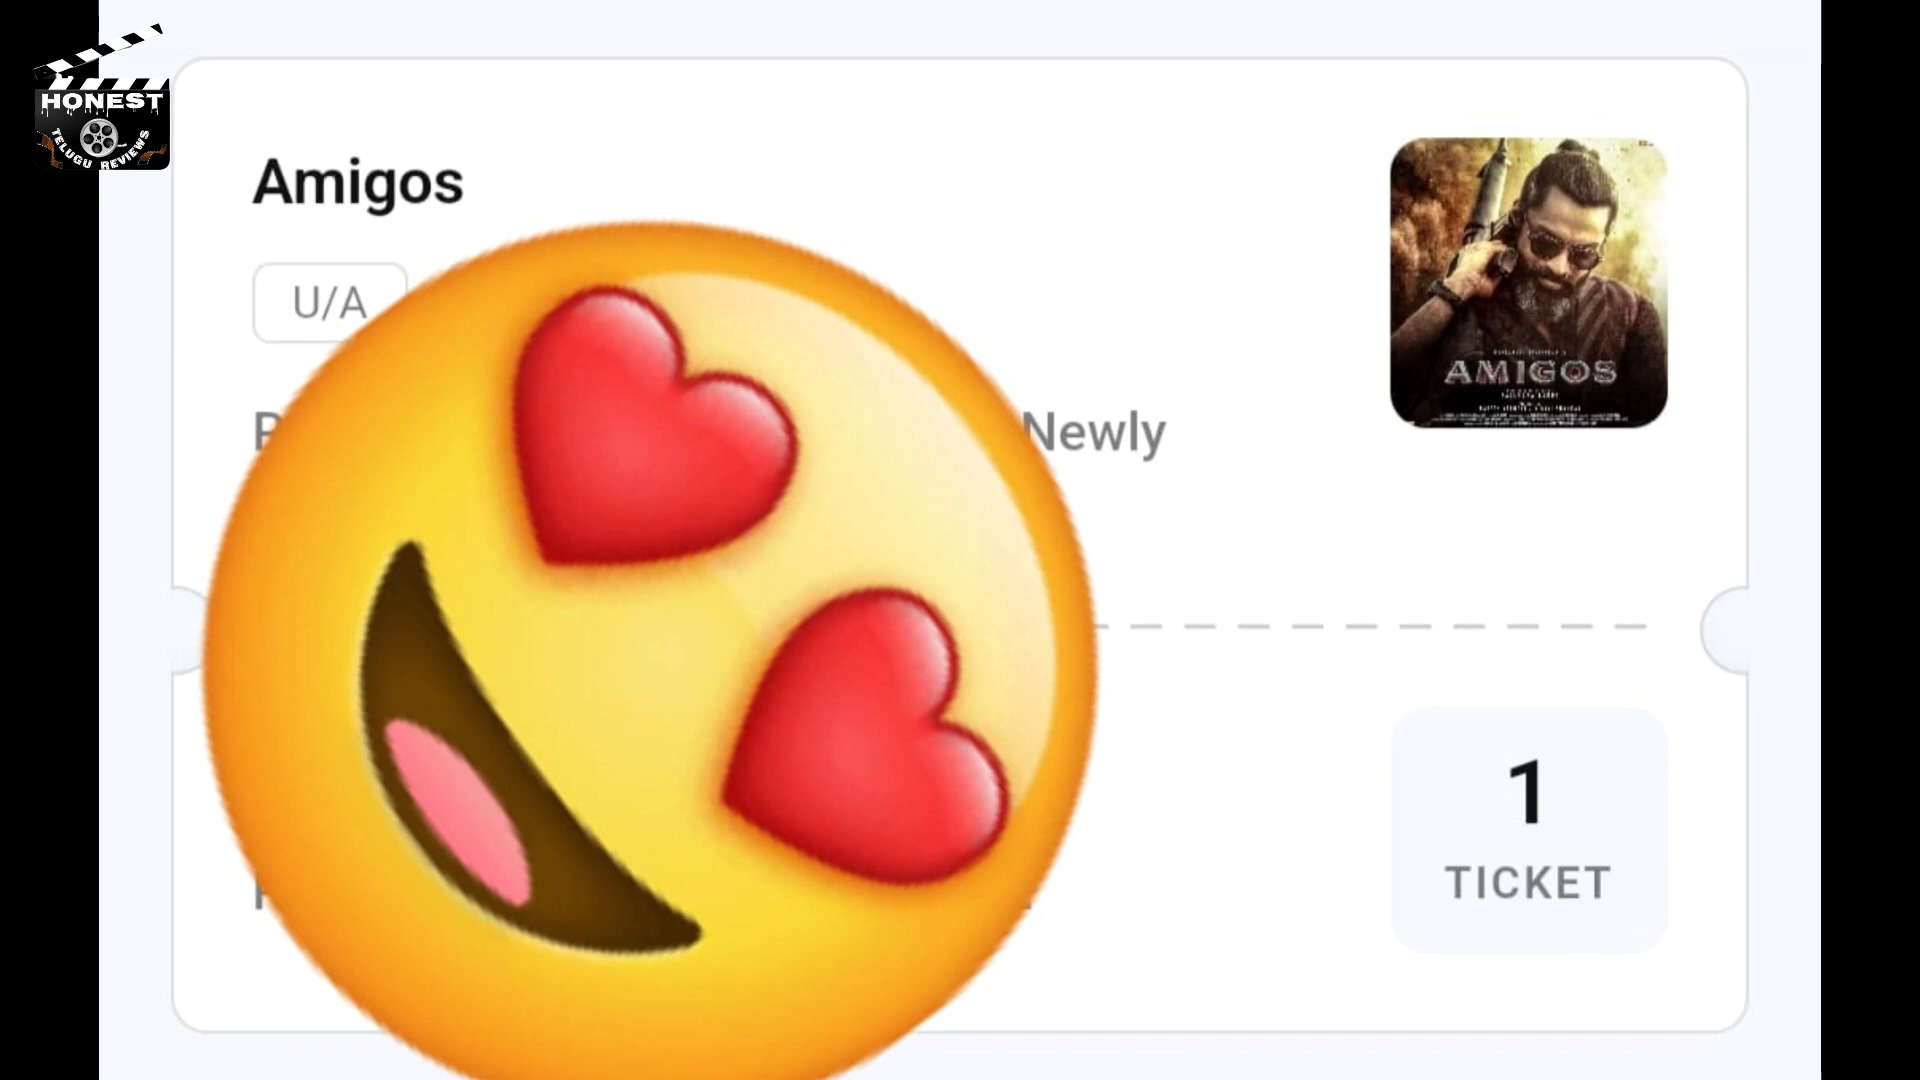 HONEST
TELUGU REVIEWS
Amigos
U/A
Newly
AMIGOS
1
TICKET